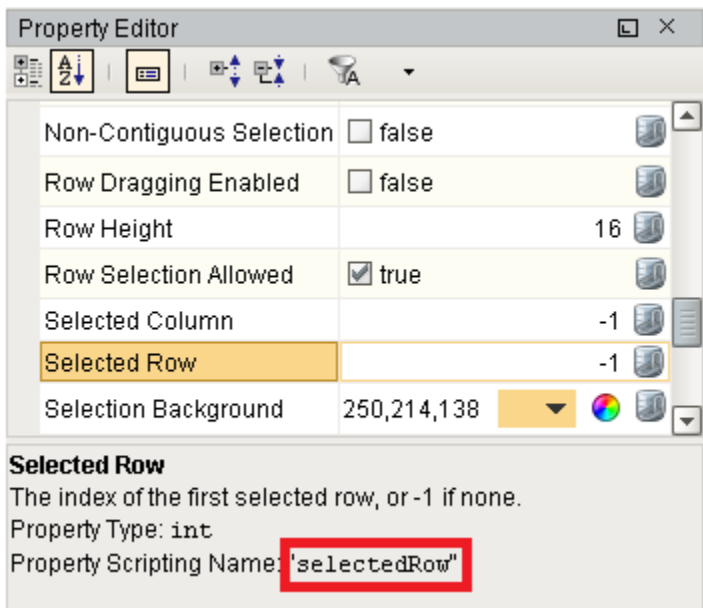 Property Editor
Non-Contiguous Selection false
Row Dragging Enabled false
Row Height 16
Row Selection Allowed true
Selected Column -1
Selected Row -1
Selection Background 250,214,138
Selected Row
The index of the first selected row, or -1 if none.
Property Type: int
Property Scripting Name: "selectedRow"